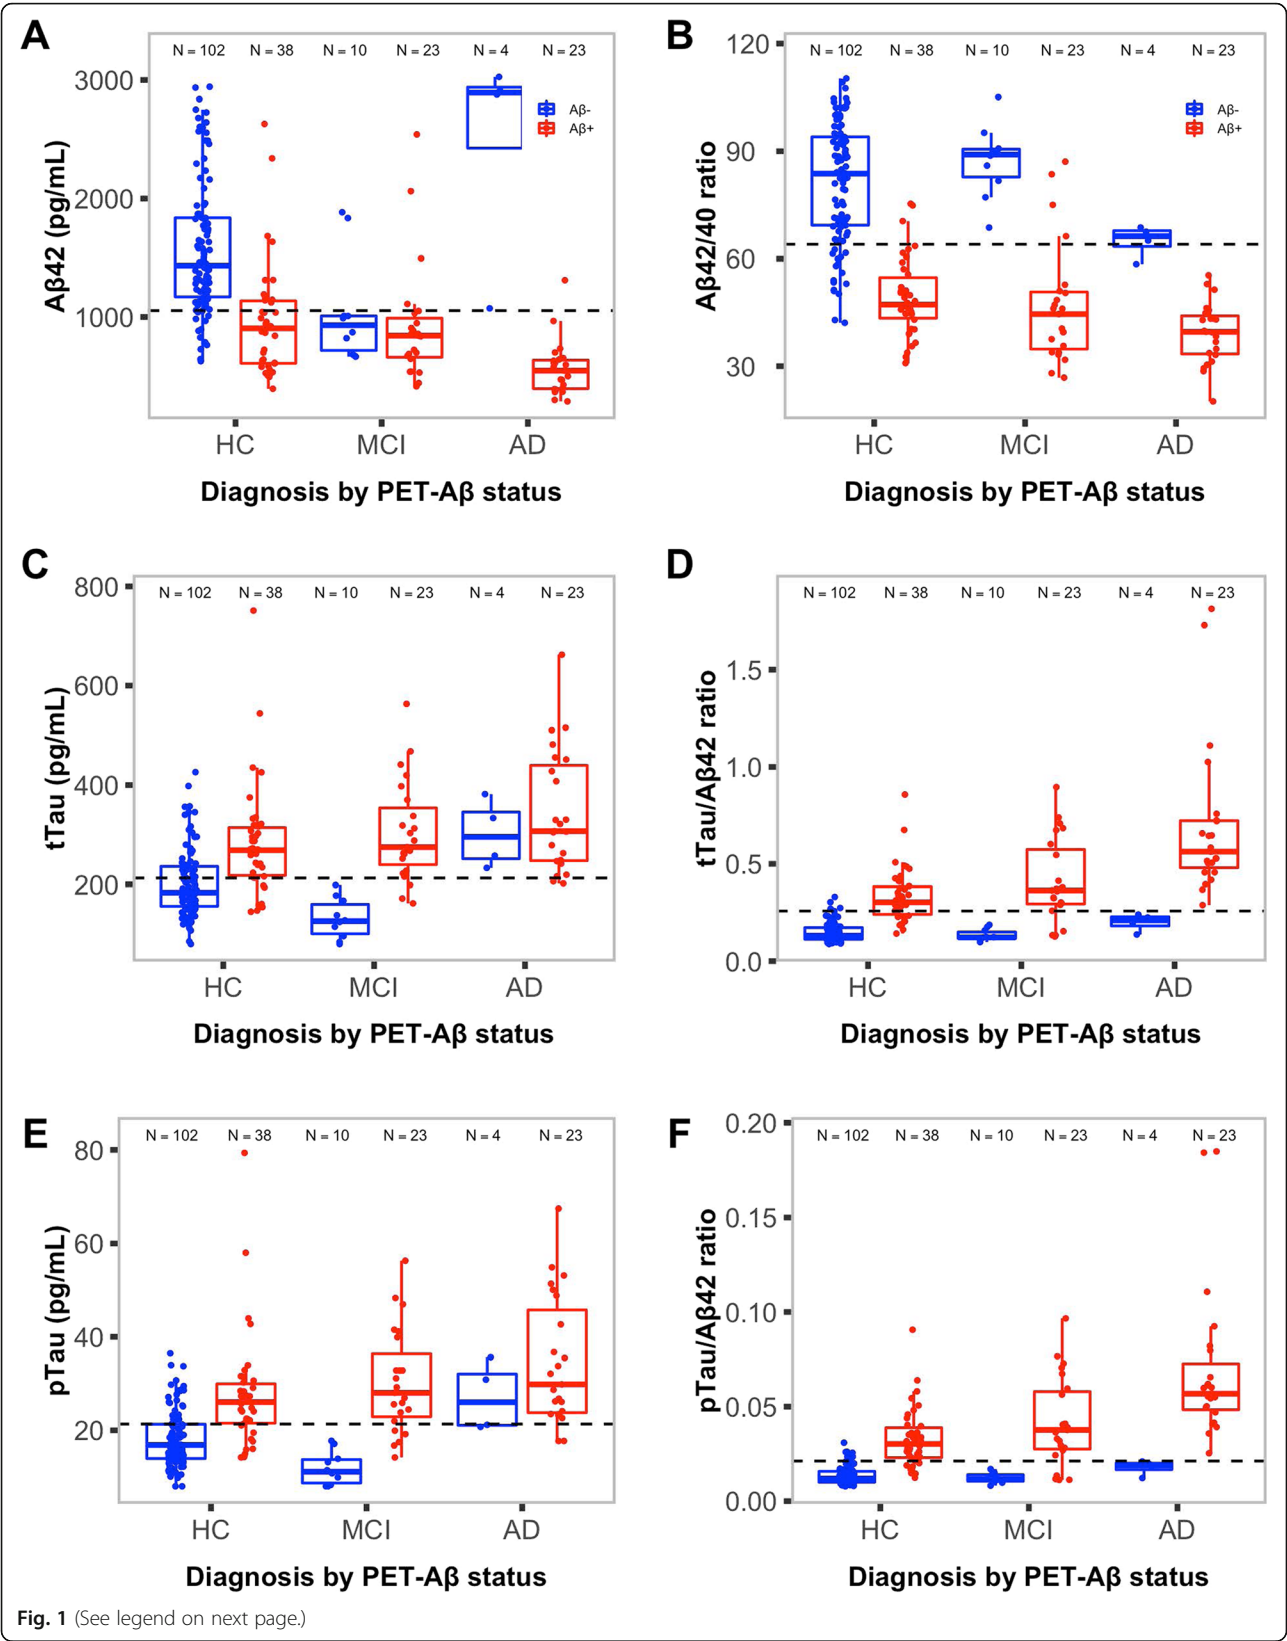 A
N = 102 N = 38 N = 10 N = 23 N = 4 N = 23
3000
2000
1000
Aβ42 (pg/mL)
Aβ-
Aβ+
HC MCI AD
Diagnosis by PET-Aβ status
B
N = 102 N = 38 N = 10 N = 23 N = 4 N = 23
120
90
60
30
Aβ42/40 ratio
Aβ-
Aβ+
HC MCI AD
Diagnosis by PET-Aβ status
C
N = 102 N = 38 N = 10 N = 23 N = 4 N = 23
800
600
400
200
tTau (pg/mL)
HC MCI AD
Diagnosis by PET-Aβ status
D
N = 102 N = 38 N = 10 N = 23 N = 4 N = 23
1.5
1.0
0.5
0.0
tTau/Aβ42 ratio
HC MCI AD
Diagnosis by PET-Aβ status
E
N = 102 N = 38 N = 10 N = 23 N = 4 N = 23
80
60
40
20
pTau (pg/mL)
HC MCI AD
Diagnosis by PET-Aβ status
F
N = 102 N = 38 N = 10 N = 23 N = 4 N = 23
0.20
0.15
0.10
0.05
0.00
pTau/Aβ42 ratio
HC MCI AD
Diagnosis by PET-Aβ status
Fig. 1 (See legend on next page.)